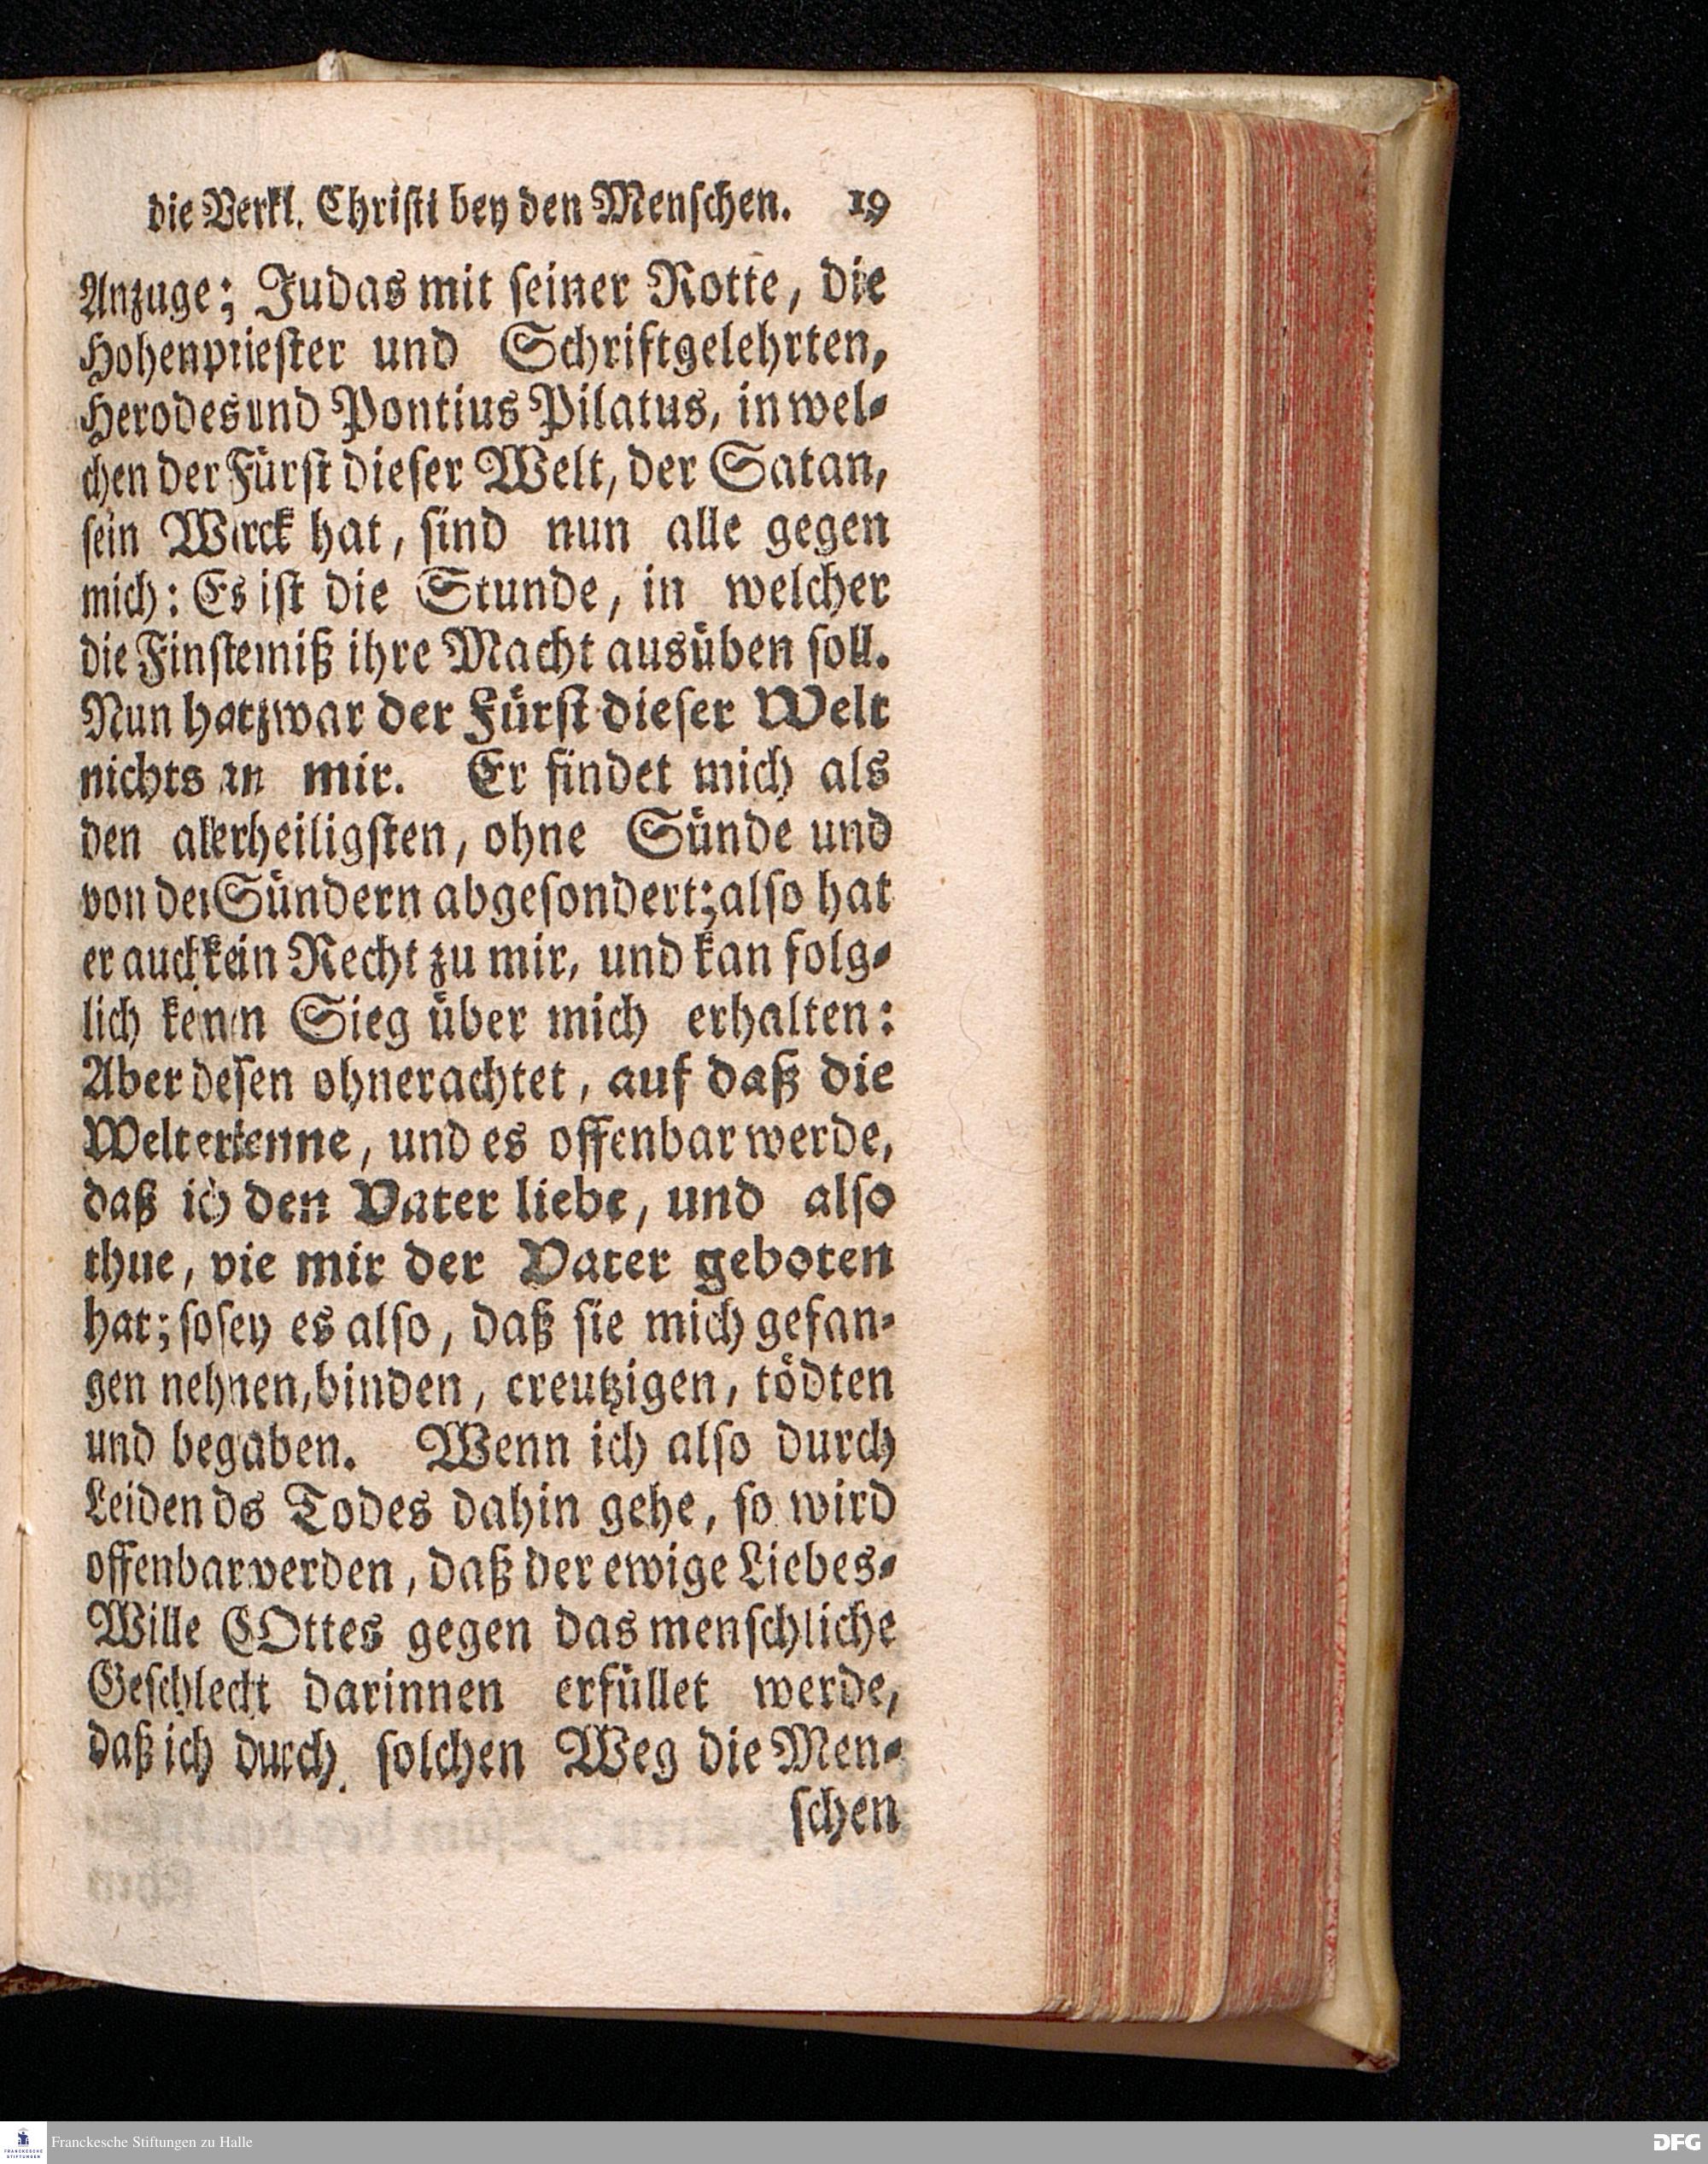 die Verkl. Christi bey den Menschen. 19
Anzuge; Judas mit seiner Rotte, die
Hohenpriester und Schriftgelehrten,
Herodes und Pontius Pilatus, in wel-
chen der Fürst dieser Welt, der Satan,
sein Werck hat, sind nun alle gegen
mich: Es ist die Stunde, in welcher
die Finsterniß ihre Macht ausüben soll.
Nun hat zwar der Fürst dieser Welt
nichts an mir. Er findet mich als
den allerheiligsten, ohne Sünde und
von den Sündern abgesondert; also hat
er auch kein Recht zu mir, und kan folg-
lich keinen Sieg über mich erhalten:
Aber dessen ohnerachtet, auf daß die
Welt erkenne, und es offenbar werde,
daß ich den Vater liebe, und also
thue, wie mir der Vater geboten
hat; so sey es also, daß sie mich gefan-
gen nehmen, binden, creutzigen, tödten
und begraben. Wenn ich also durch
Leiden des Todes dahin gehe, so wird
offenbar werden, daß der ewige Liebes-
Wille GOttes gegen das menschliche
Geschlecht darinnen erfüllet werde,
daß ich durch solchen Weg die Men-
schen
FRANCKESCHE
STIFTUNGEN
Franckesche Stiftungen zu Halle
DFG